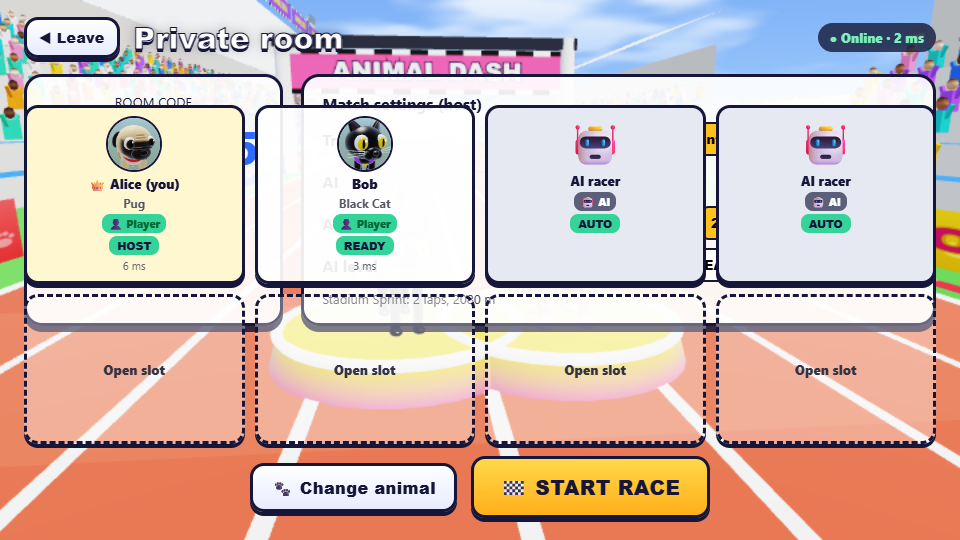 ◀ Leave
Private room
● Online · 2 ms
ANIMAL DASH
ROOM CODE
Match settings (host)
Alice (you)
Pug
Player
HOST
6 ms
Bob
Black Cat
Player
READY
3 ms
AI racer
AI
AUTO
AI racer
AI
AUTO
AI
Stadium Sprint: 2 laps, 2080 m
Open slot
Open slot
Open slot
Open slot
Change animal
START RACE